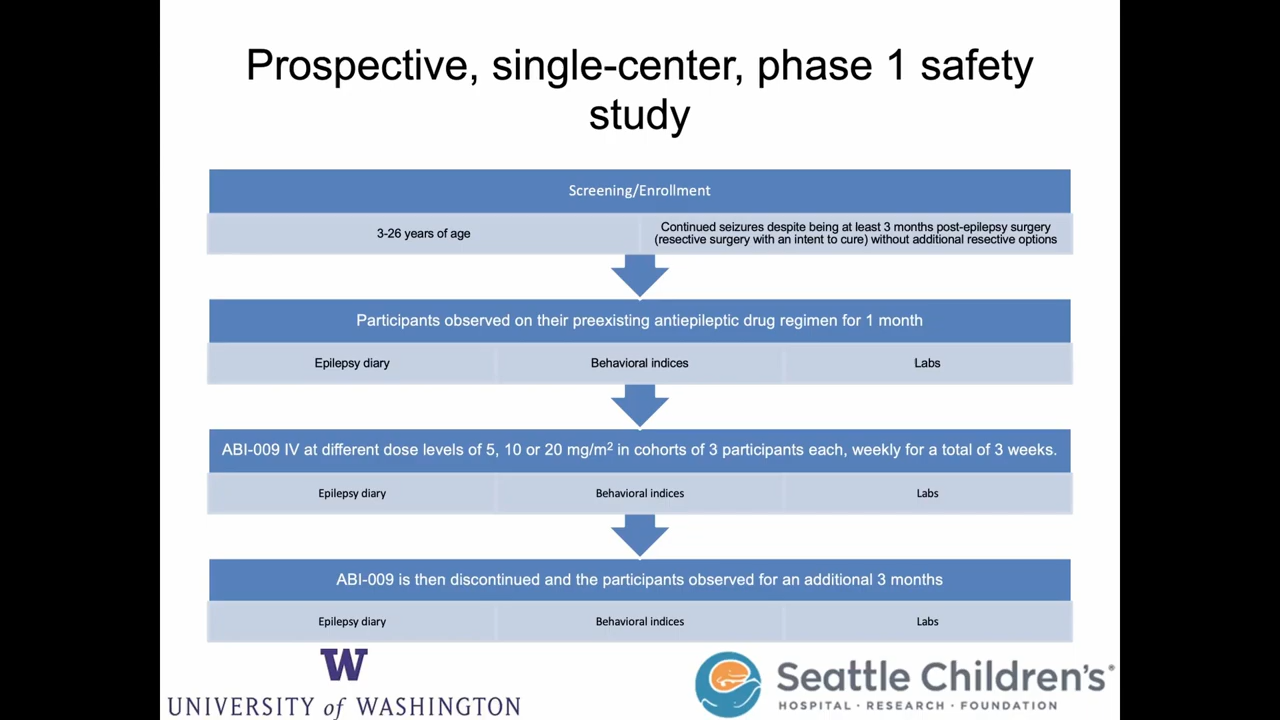 Prospective, single-center, phase 1 safety
study
Screening/Enrollment
3-26 years of age
Continued seizures despite being at least 3 months post-epilepsy surgery
(resective surgery with an intent to cure) without additional resective options
Participants observed on their preexisting antiepileptic drug regimen for 1 month
Epilepsy diary
Behavioral indices
Labs
ABI-009 IV at different dose levels of 5, 10 or 20 mg/m² in cohorts of 3 participants each, weekly for a total of 3 weeks.
Epilepsy diary
Behavioral indices
Labs
ABI-009 is then discontinued and the participants observed for an additional 3 months
Epilepsy diary
Behavioral indices
Labs
W
UNIVERSITY of WASHINGTON
Seattle Children's®
HOSPITAL · RESEARCH · FOUNDATION